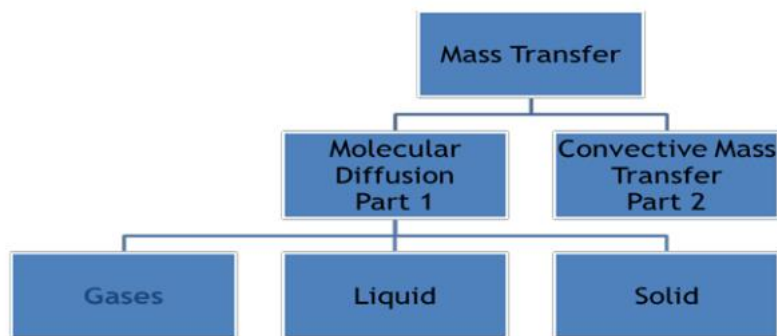 Mass Transfer
Molecular
Diffusion
Part 1
Convective Mass
Transfer
Part 2
Gases
Liquid
Solid